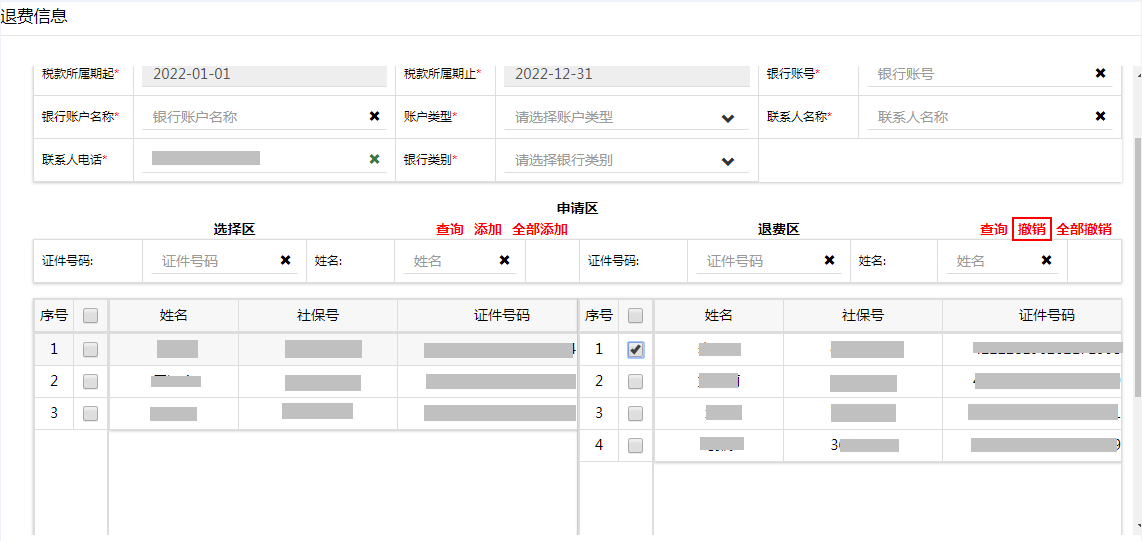 退费信息
税款所属期起* 2022-01-01 税款所属期止* 2022-12-31 银行账号* 银行账号
银行账户名称* 银行账户名称 账户类型* 请选择账户类型 联系人名称* 联系人名称
联系人电话* 银行类别* 请选择银行类别
申请区
选择区 查询 添加 全部添加 退费区 查询 撤销 全部撤销
证件号码: 证件号码 姓名: 姓名 证件号码: 证件号码 姓名: 姓名
序号 姓名 社保号 证件号码 序号 姓名 社保号 证件号码
1 1
2 2
3 3
4